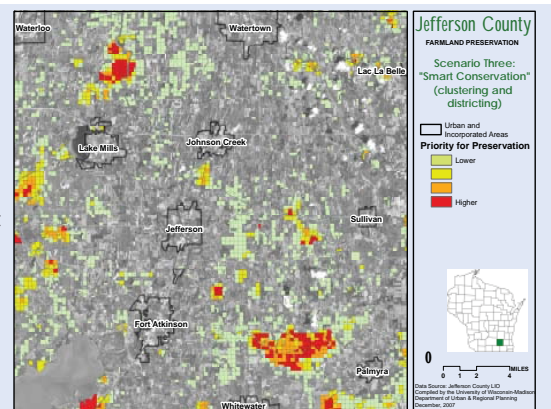 Waterloo
Watertown
Lac La Belle
Lake Mills
Johnson Creek
Jefferson
Sullivan
Fort Atkinson
Palmyra
Whitewater
Jefferson County
FARMLAND PRESERVATION
Scenario Three:
"Smart Conservation"
(clustering and
districting)
Urban and
Incorporated Areas
Priority for Preservation
Lower
Higher
0 1 2 4 MILES
Data Source: Jefferson County LIO
Compiled by the University of Wisconsin-Madison
Department of Urban & Regional Planning
December, 2007